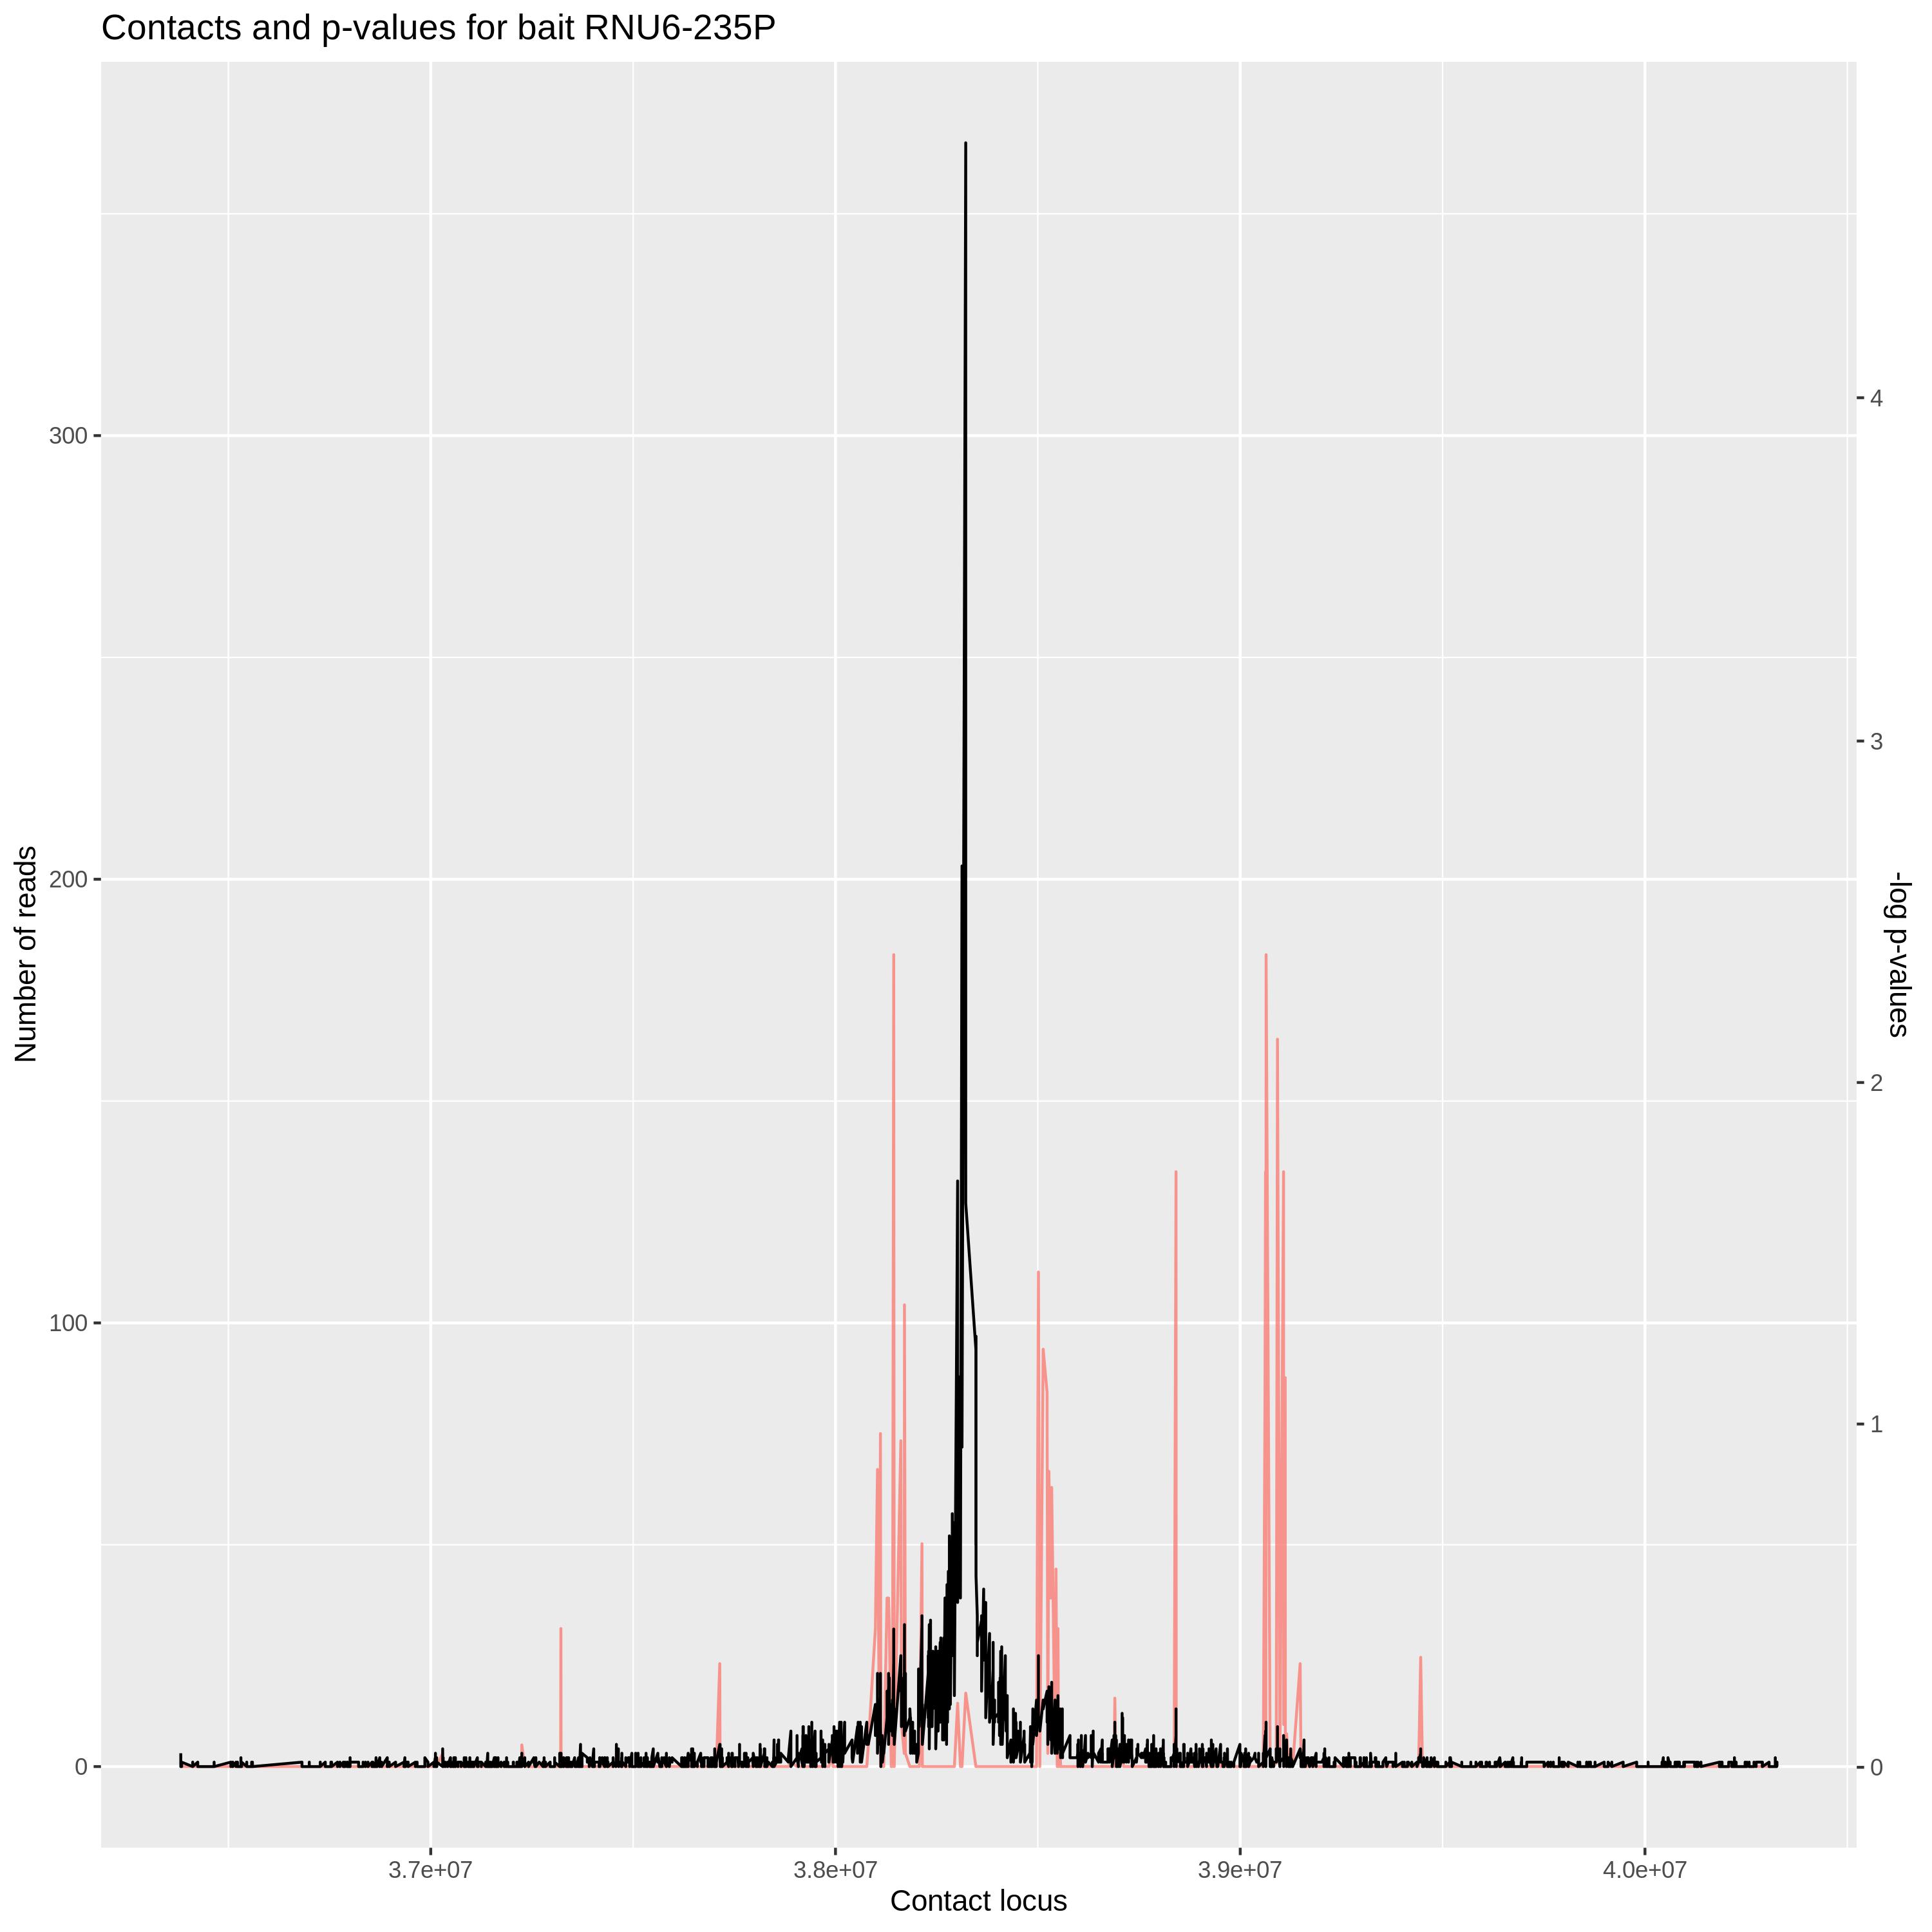 Contacts and p-values for bait RNU6-235P
Number of reads
300
200
100
0
4
3
2
1
0
-log p-values
3.7e+07
3.8e+07
3.9e+07
4.0e+07
Contact locus